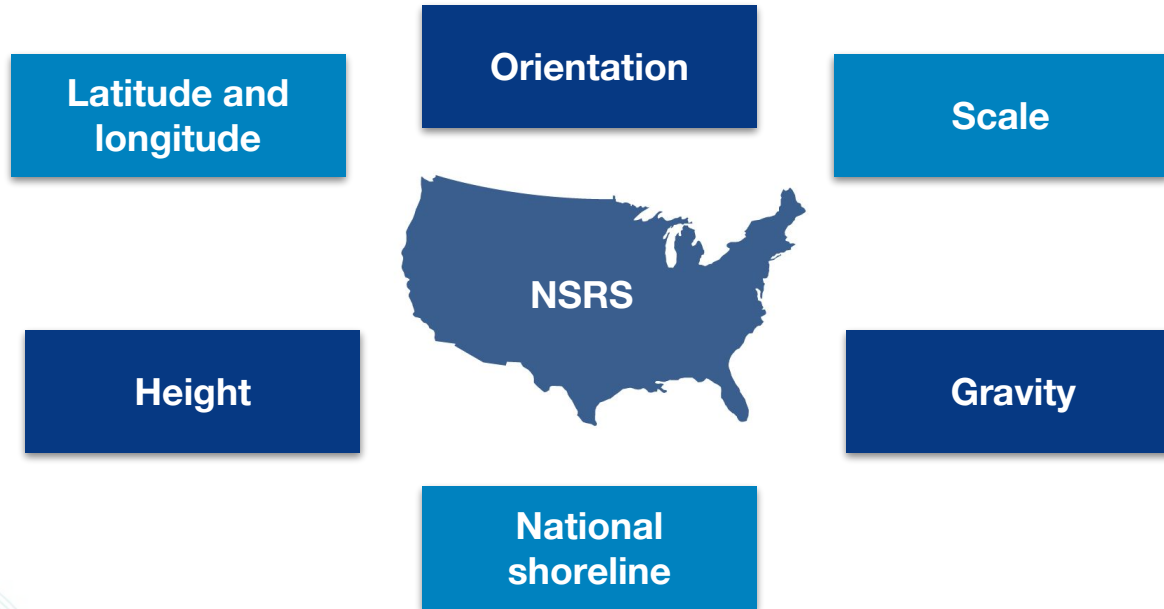 Orientation
Latitude and
longitude
Scale
NSRS
Height
Gravity
National
shoreline